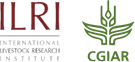 ILRI
INTERNATIONAL
LIVESTOCK RESEARCH
INSTITUTE
CGIAR